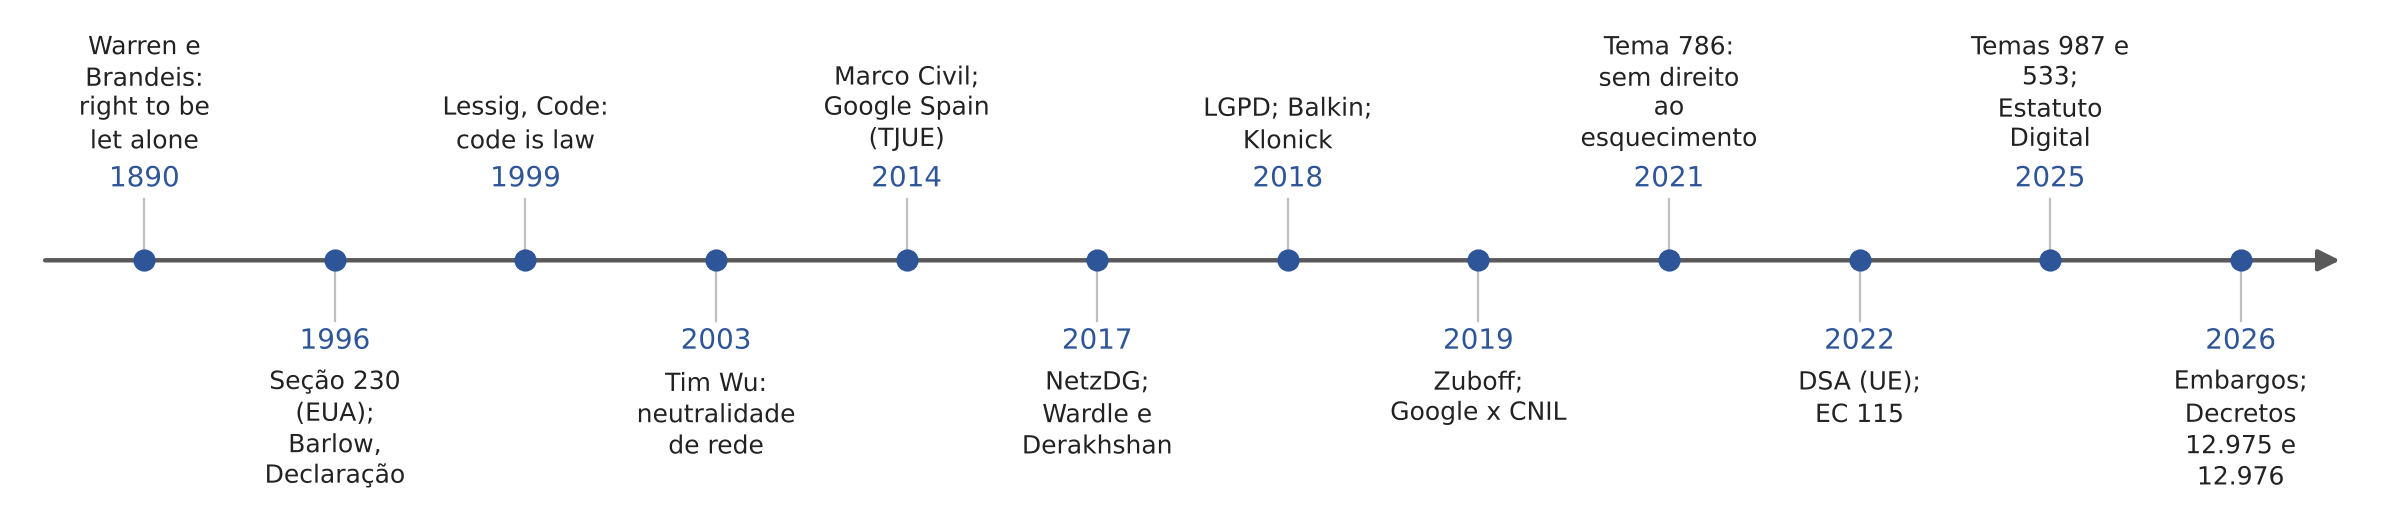 Warren e
Brandeis:
right to be
let alone
1890
1996
Seção 230
(EUA);
Barlow,
Declaração
Lessig, Code:
code is law
1999
2003
Tim Wu:
neutralidade
de rede
Marco Civil;
Google Spain
(TJUE)
2014
2017
NetzDG;
Wardle e
Derakhshan
LGPD; Balkin;
Klonick
2018
2019
Zuboff;
Google x CNIL
Tema 786:
sem direito
ao
esquecimento
2021
2022
DSA (UE);
EC 115
Temas 987 e
533;
Estatuto
Digital
2025
2026
Embargos;
Decretos
12.975 e
12.976